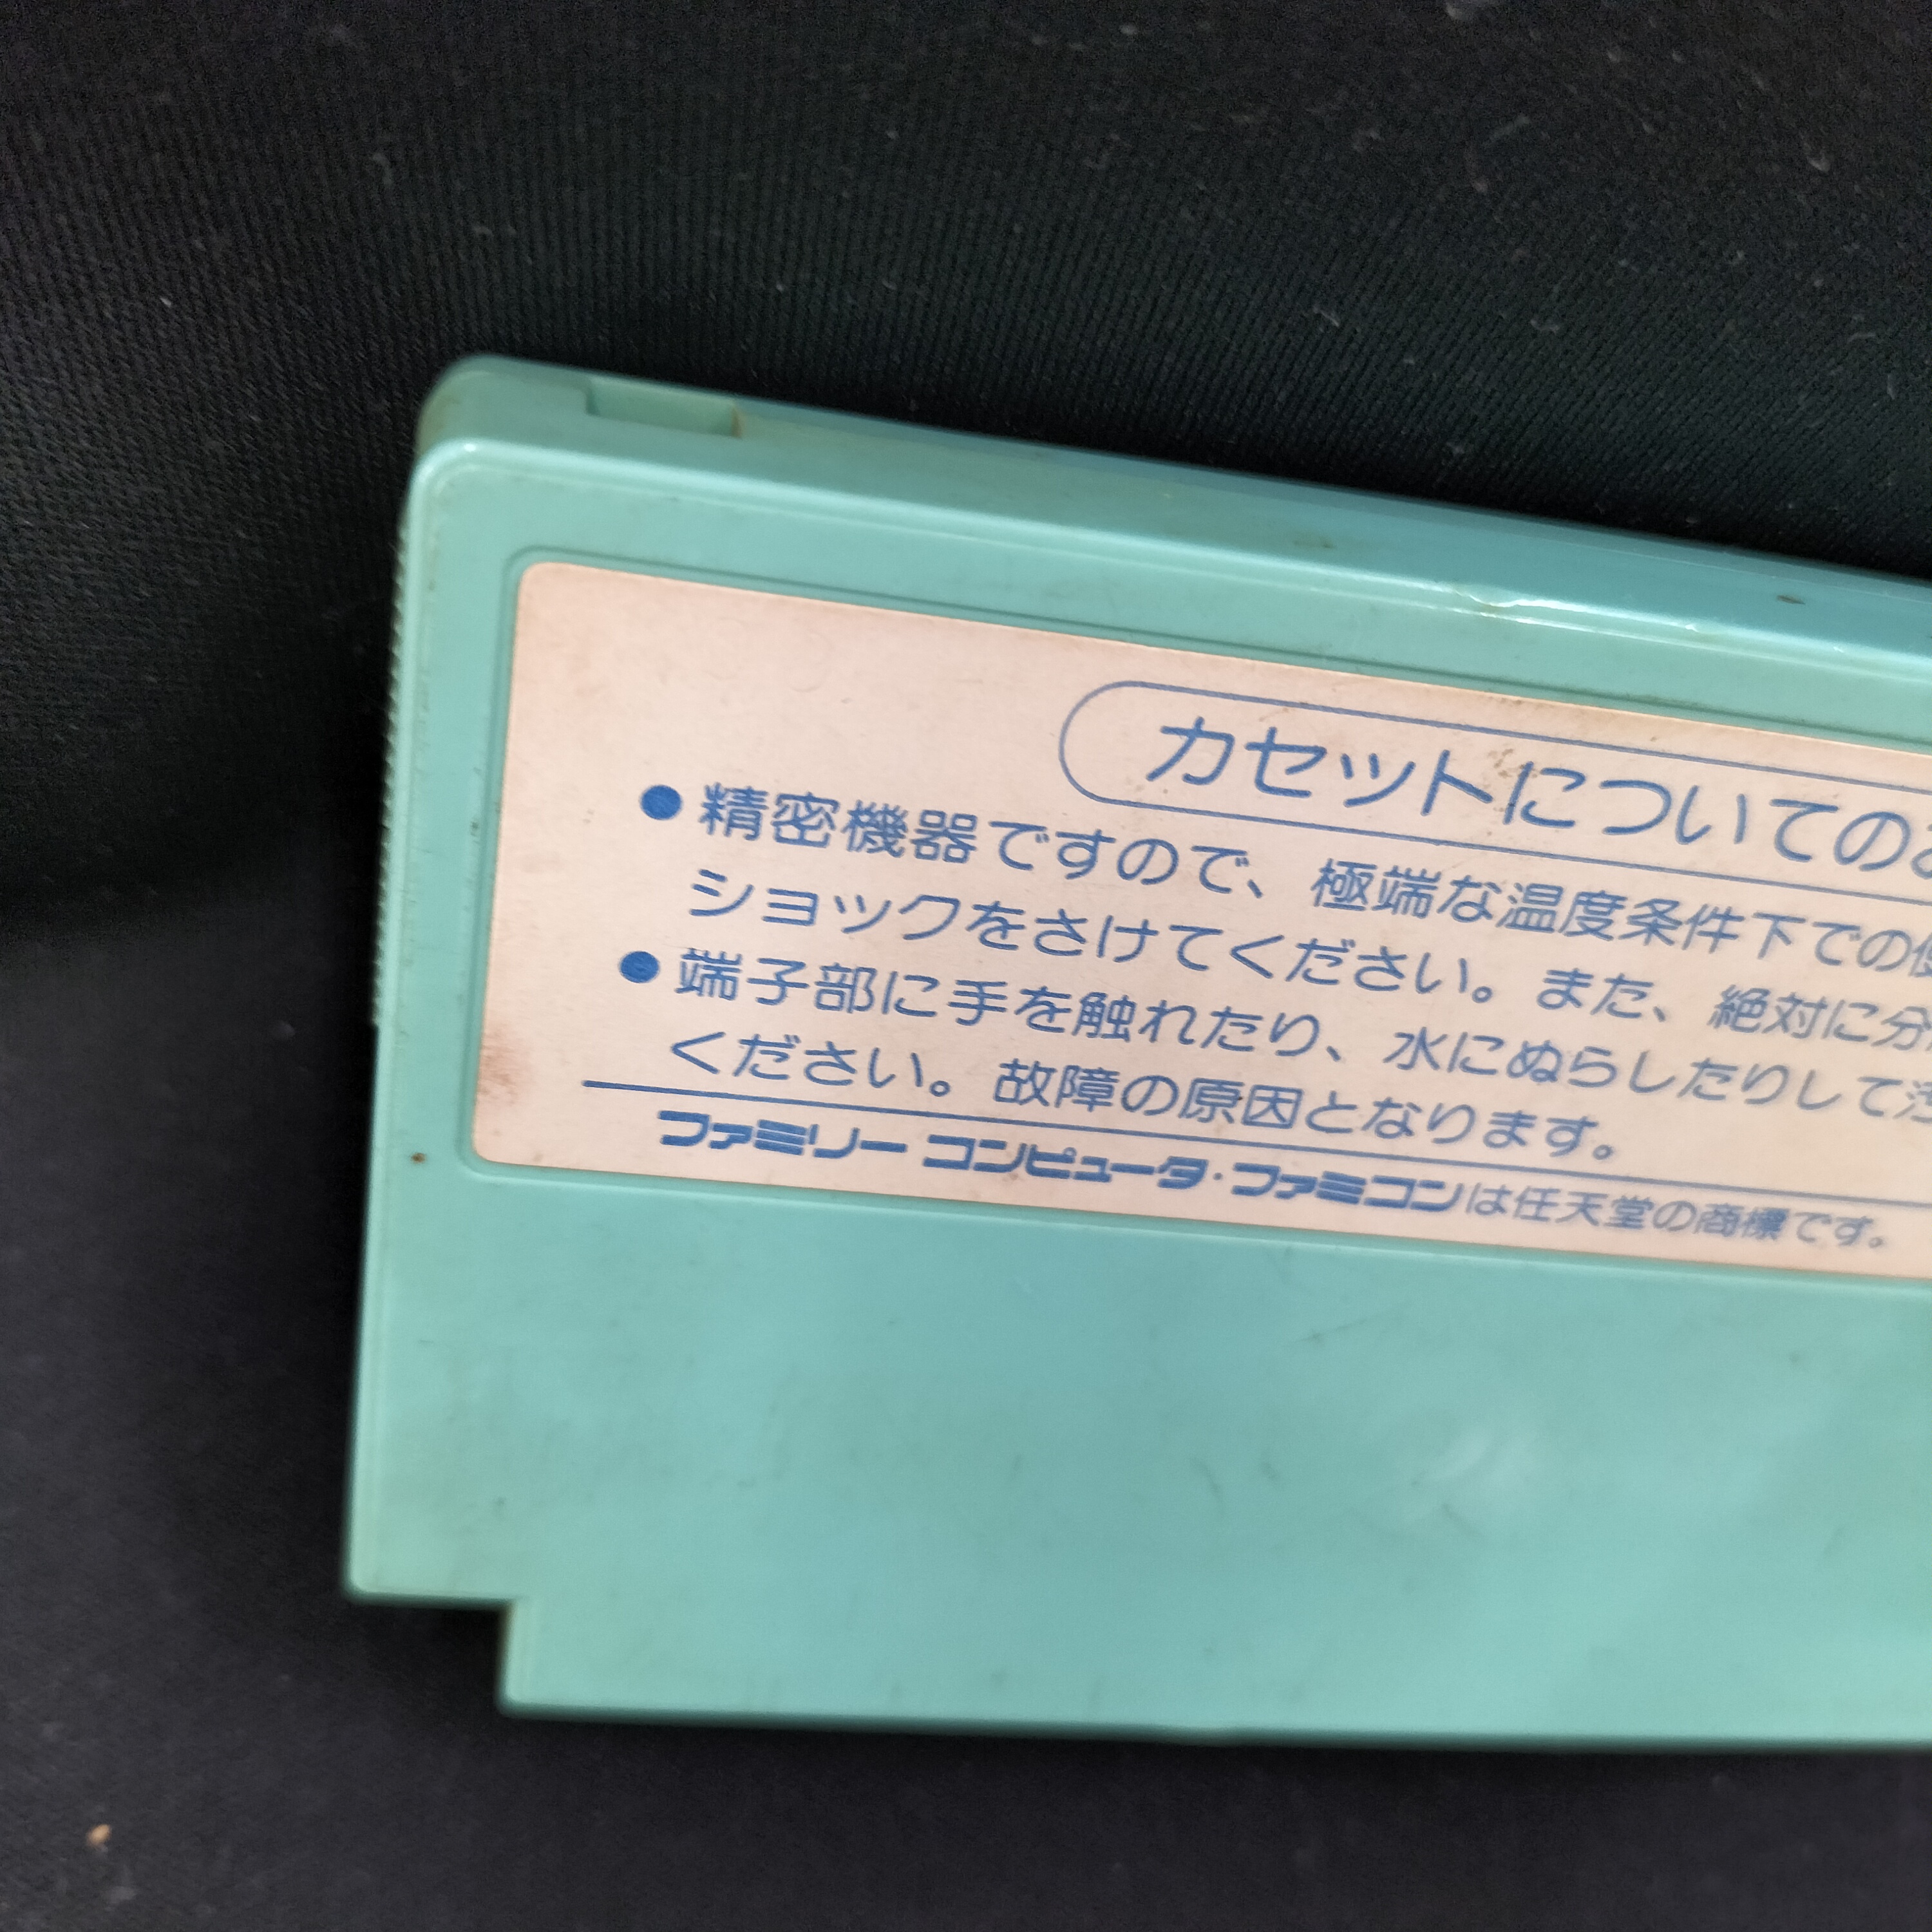 カセットについての
●精密機器ですので、極端な温度条件下での
ショックをさけてください。また、絶対に分
●端子部に手を触れたり、水にぬらしたりして
ください。故障の原因となります。
ファミリー コンピュータ・ファミコンは任天堂の商標です。